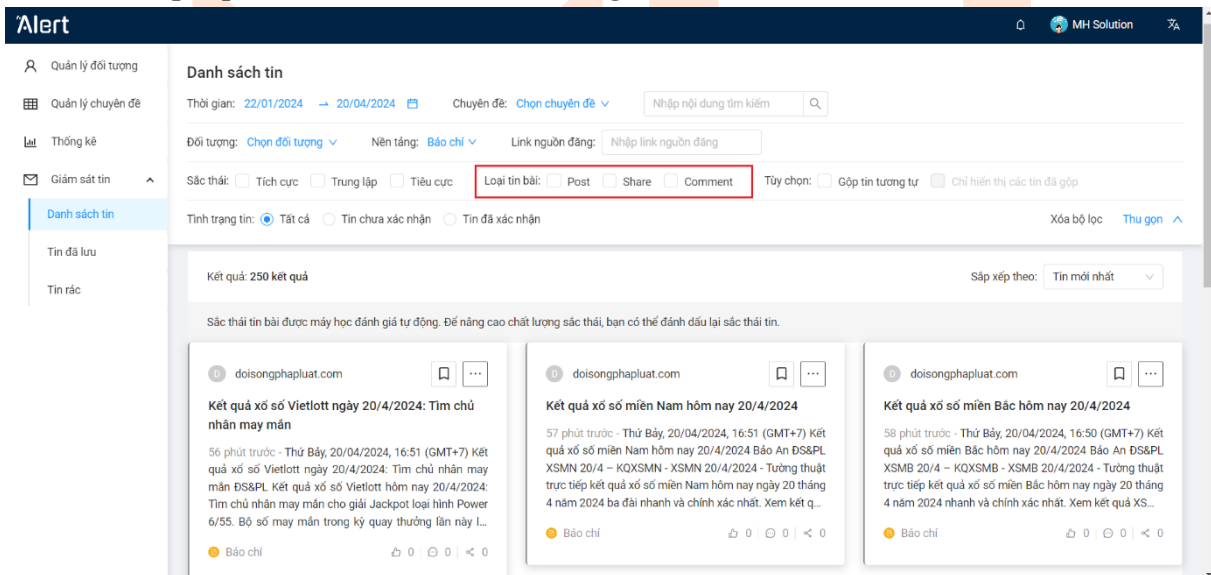 Alert
MH Solution
Quản lý đối tượng
Quản lý chuyên đề
Thống kê
Giám sát tin
Danh sách tin
Tin đã lưu
Tin rác
Danh sách tin
Thời gian: 22/01/2024 → 20/04/2024 Chuyên đề: Chọn chuyên đề Nhập nội dung tìm kiếm
Đối tượng: Chọn đối tượng Nền tảng: Báo chí Link nguồn đăng: Nhập link nguồn đăng
Sắc thái: Tích cực Trung lập Tiêu cực Loại tin bài: Post Share Comment Tùy chọn: Gộp tin tương tự Chỉ hiển thị các tin đã gộp
Tình trạng tin: Tất cả Tin chưa xác nhận Tin đã xác nhận Xóa bộ lọc Thu gọn
Kết quả: 250 kết quả Sắp xếp theo: Tin mới nhất
Sắc thái tin bài được máy học đánh giá tự động. Để nâng cao chất lượng sắc thái, bạn có thể đánh dấu lại sắc thái tin.
D doisongphapluat.com
Kết quả xổ số Vietlott ngày 20/4/2024: Tìm chủ
nhân may mắn
56 phút trước - Thứ Bảy, 20/04/2024, 16:51 (GMT+7) Kết
quả xổ số Vietlott ngày 20/4/2024: Tìm chủ nhân may
mắn ĐS&PL Kết quả xổ số Vietlott hôm nay 20/4/2024:
Tìm chủ nhân may mắn cho giải Jackpot loại hình Power
6/55. Bộ số may mắn trong kỳ quay thưởng lần này l...
Báo chí 0 0 0
D doisongphapluat.com
Kết quả xổ số miền Nam hôm nay 20/4/2024
57 phút trước - Thứ Bảy, 20/04/2024, 16:51 (GMT+7) Kết
quả xổ số miền Nam hôm nay 20/4/2024 Bảo An ĐS&PL
XSMN 20/4 – KQXSMN - XSMN 20/4/2024 - Tường thuật
trực tiếp kết quả xổ số miền Nam hôm nay ngày 20 tháng
4 năm 2024 ba đài nhanh và chính xác nhất. Xem kết q...
Báo chí 0 0 0
D doisongphapluat.com
Kết quả xổ số miền Bắc hôm nay 20/4/2024
58 phút trước - Thứ Bảy, 20/04/2024, 16:50 (GMT+7) Kết
quả xổ số miền Bắc hôm nay 20/4/2024 Bảo An ĐS&PL
XSMB 20/4 – KQXSMB - XSMB 20/4/2024 - Tường thuật
trực tiếp kết quả xổ số miền Bắc hôm nay ngày 20 tháng
4 năm 2024 nhanh và chính xác nhất. Xem kết quả XS...
Báo chí 0 0 0